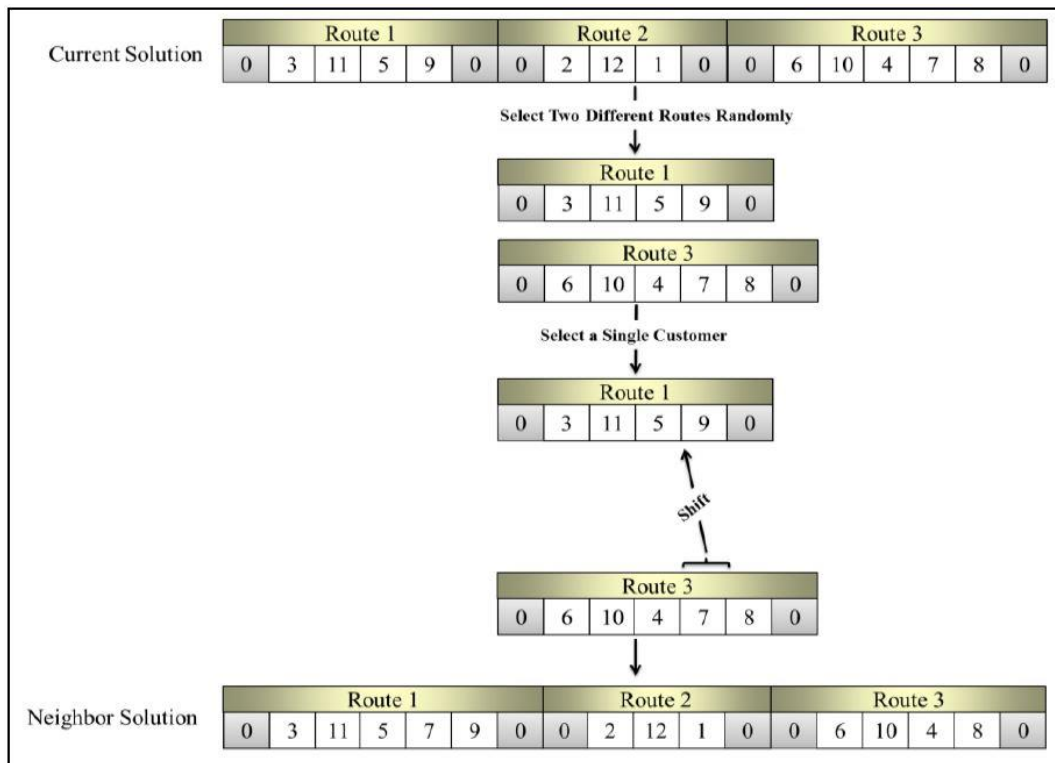 Route 1 Route 2 Route 3
Current Solution 0 3 11 5 9 0 0 2 12 1 0 0 6 10 4 7 8 0
Select Two Different Routes Randomly
Route 1
0 3 11 5 9 0
Route 3
0 6 10 4 7 8 0
Select a Single Customer
Route 1
0 3 11 5 9 0
Shift
Route 3
0 6 10 4 7 8 0
Route 1 Route 2 Route 3
Neighbor Solution 0 3 11 5 7 9 0 0 2 12 1 0 0 6 10 4 8 0